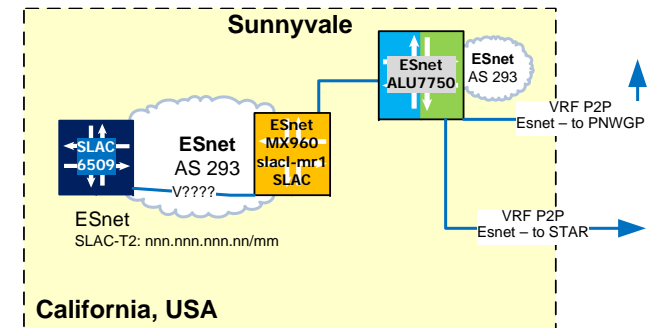 Sunnyvale
ESnet
ALU7750
ESnet
AS 293
VRF P2P
Esnet – to PNWGP
SLAC
6509
ESnet
AS 293
V????
ESnet
MX960
slacl-mr1
SLAC
ESnet
SLAC-T2: nnn.nnn.nnn.nn/mm
VRF P2P
Esnet – to STAR
California, USA